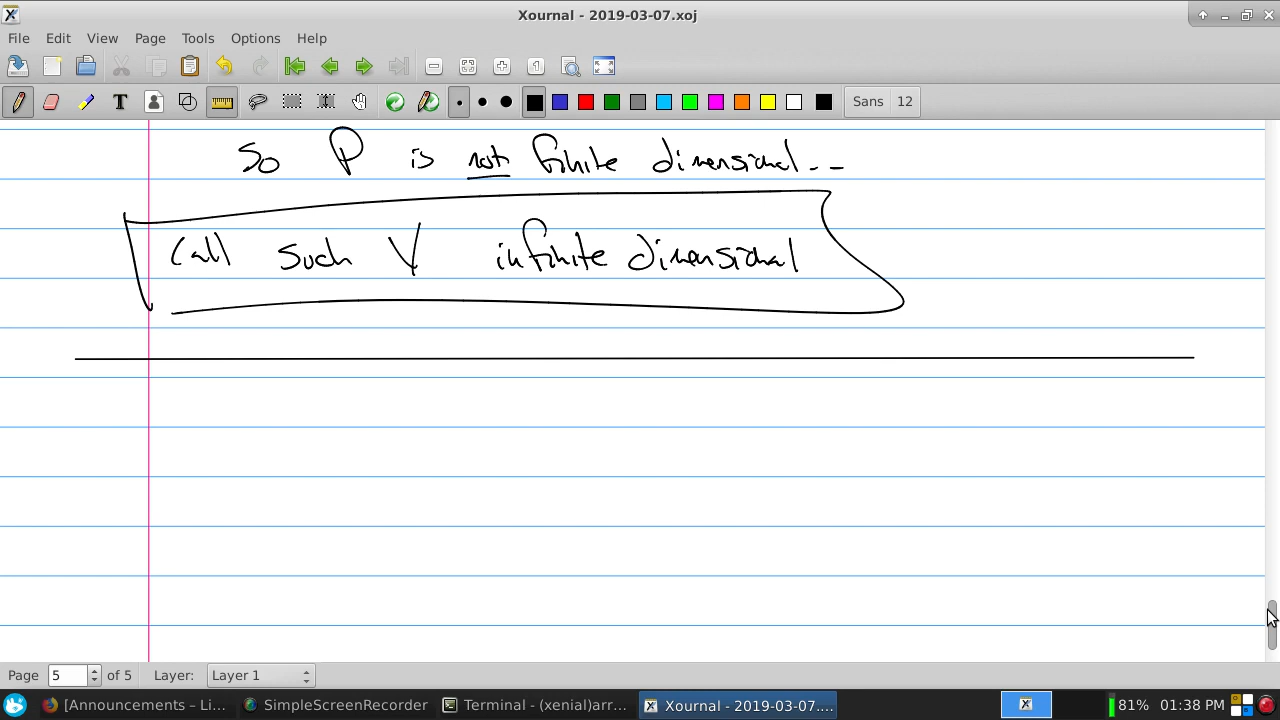 Xournal - 2019-03-07.xoj
File Edit View Page Tools Options Help
Sans 12
So P is not finite dimensional..
Call such V infinite dimensional
Page 5 of 5 Layer: Layer 1
[Announcements – Li... SimpleScreenRecorder Terminal - (xenial)arr... Xournal - 2019-03-07.... 81% 01:38 PM